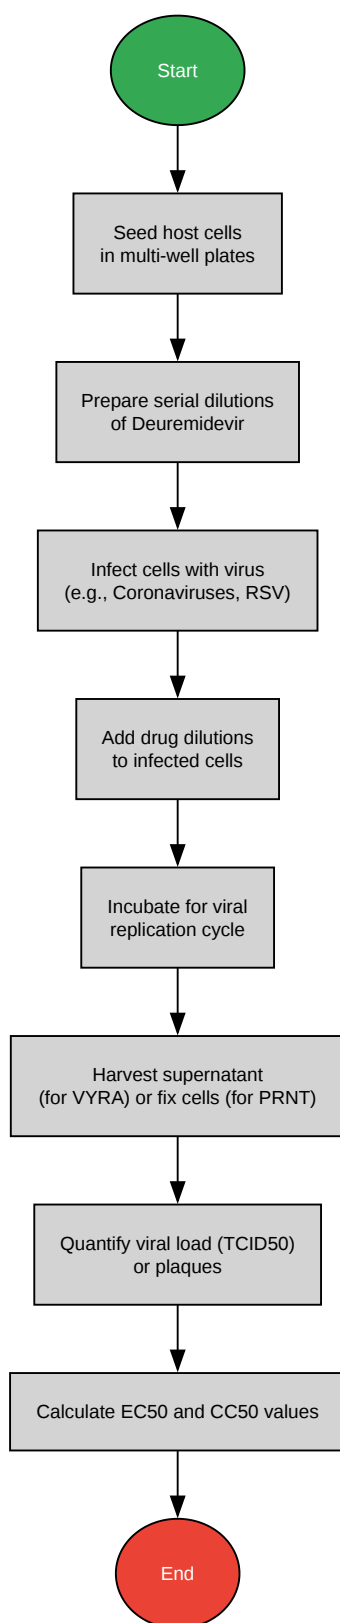 Start
Seed host cells
in multi-well plates
Prepare serial dilutions
of Deuremidevir
Infect cells with virus
(e.g., Coronaviruses, RSV)
Add drug dilutions
to infected cells
Incubate for viral
replication cycle
Harvest supernatant
(for VYRA) or fix cells (for PRNT)
Quantify viral load (TCID50)
or plaques
Calculate EC50 and CC50 values
End